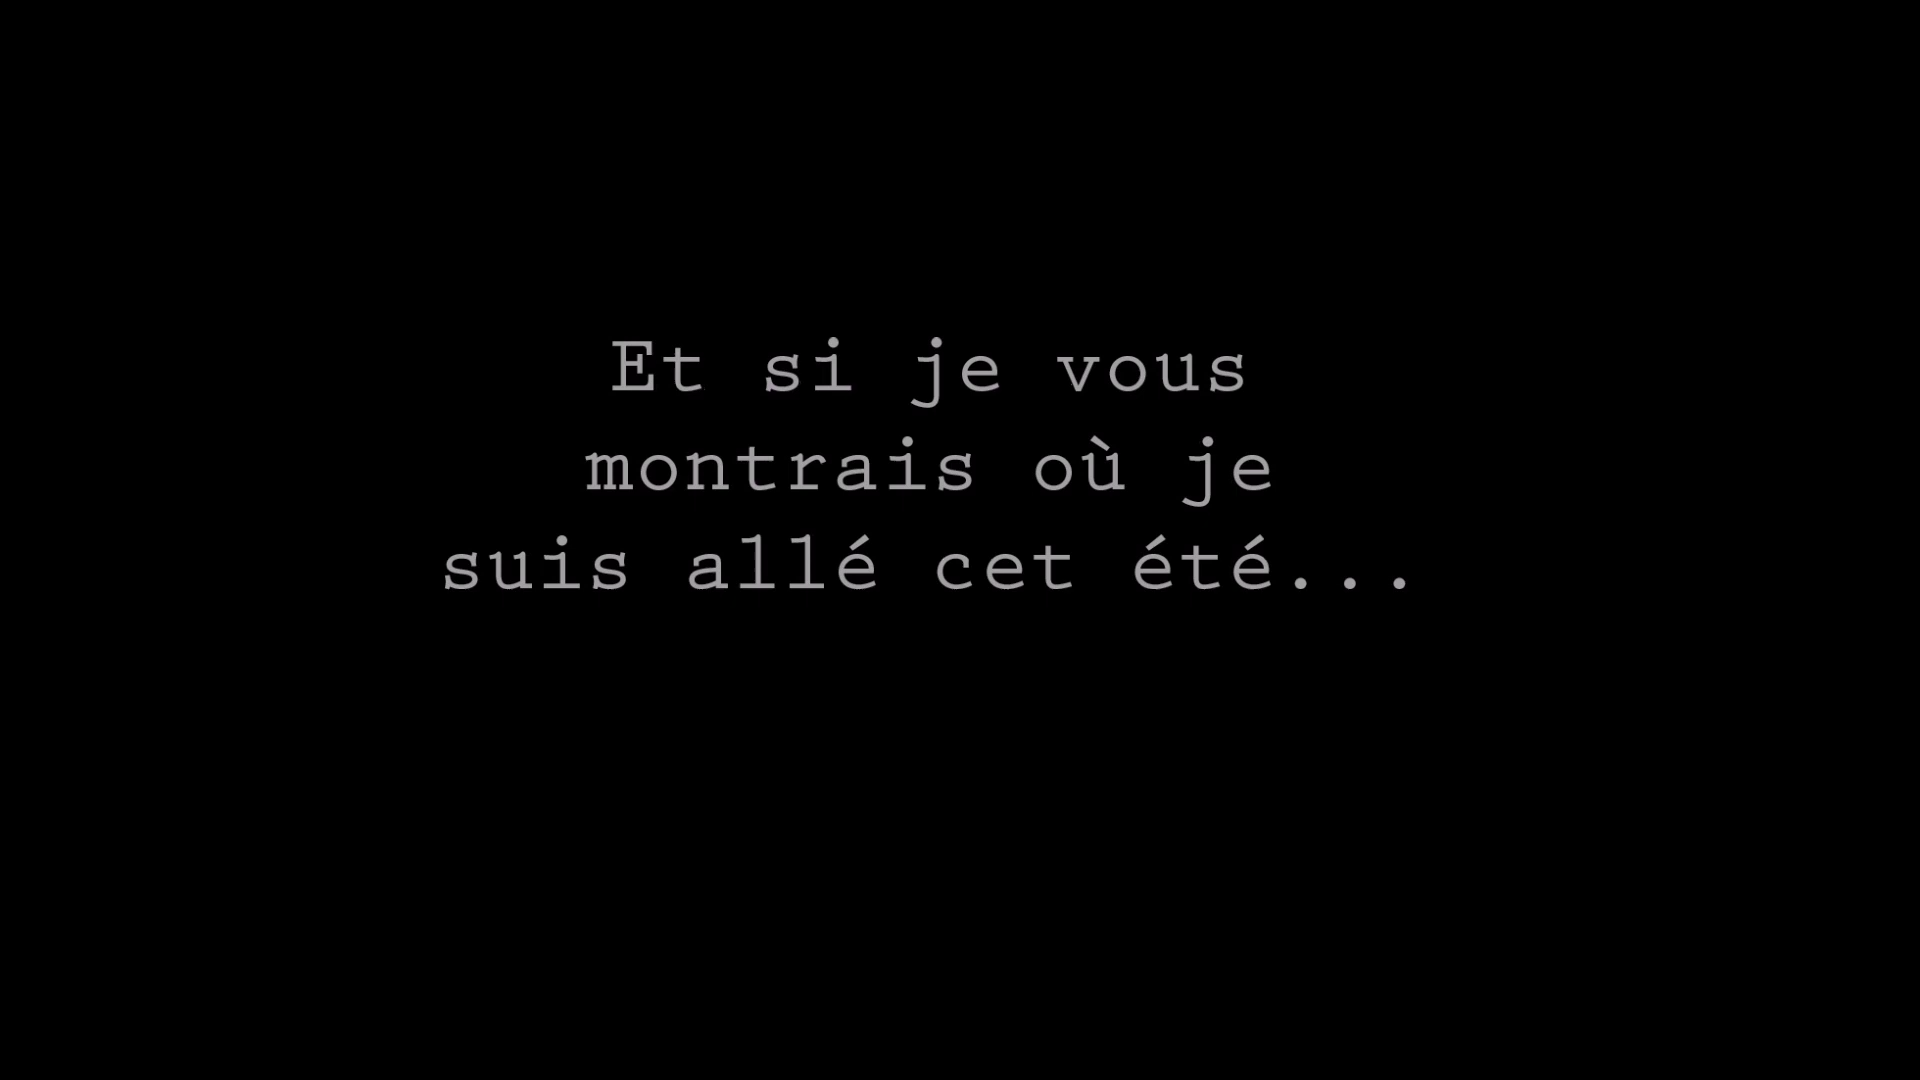 Et si je vous
montrais où je
suis allé cet été...